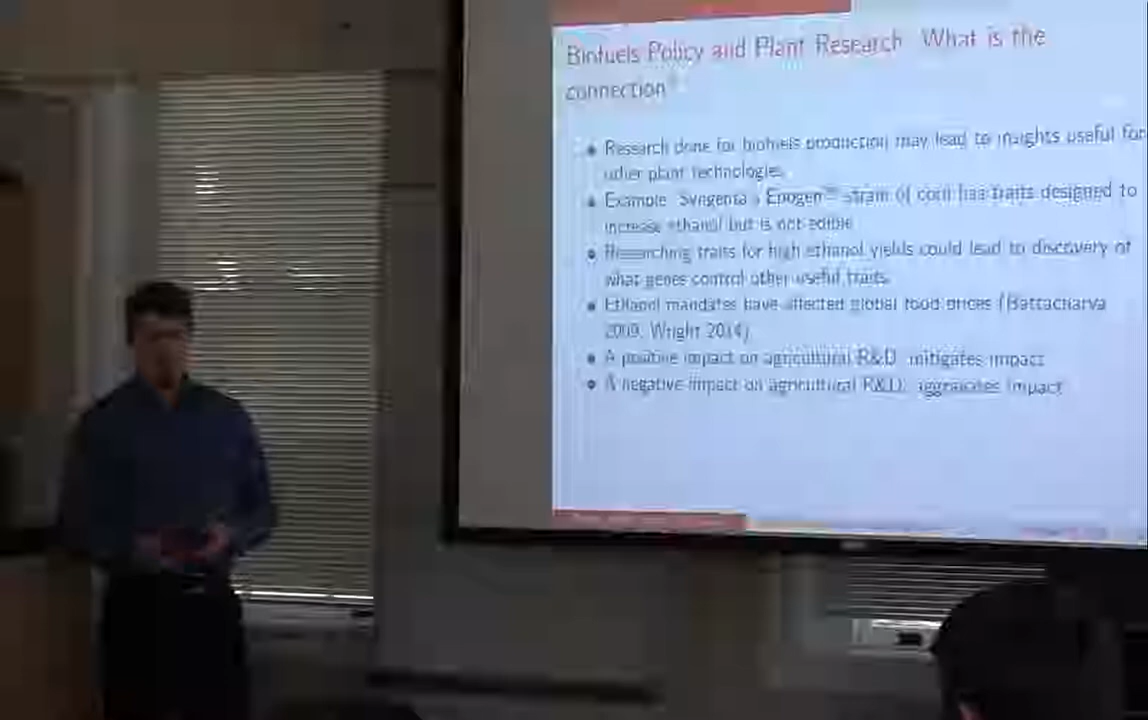 Biofuels Policy and Plant Research: What is the
connection?
Research done for biofuels production may lead to insights useful for
other plant technologies.
Example: Syngenta's Enogen™ strain of corn has traits designed to
increase ethanol but is not edible
Researching traits for high ethanol yields could lead to discovery of
what genes control other useful traits.
Ethanol mandates have affected global food prices (Battacharya
2009, Wright 2014)
A positive impact on agricultural R&D: mitigates impact
A negative impact on agricultural R&D: aggravates impact